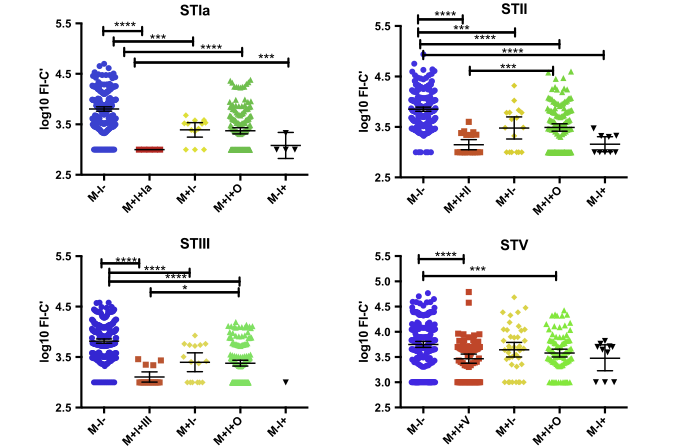 STIa
log10 FI-C'
5.5
4.5
3.5
2.5
****
***
****
***
M-I-
M+I+Ia
M+I-
M+I+O
M-I+
STII
log10 FI-C'
5.5
4.5
3.5
2.5
****
***
****
****
***
M-I-
M+I+II
M+I-
M+I+O
M-I+
STIII
log10 FI-C'
5.5
4.5
3.5
2.5
****
****
****
*
M-I-
M+I+III
M+I-
M+I+O
M-I+
STV
log10 FI-C'
5.5
5.0
4.5
4.0
3.5
3.0
2.5
****
***
M-I-
M+I+V
M+I-
M+I+O
M-I+